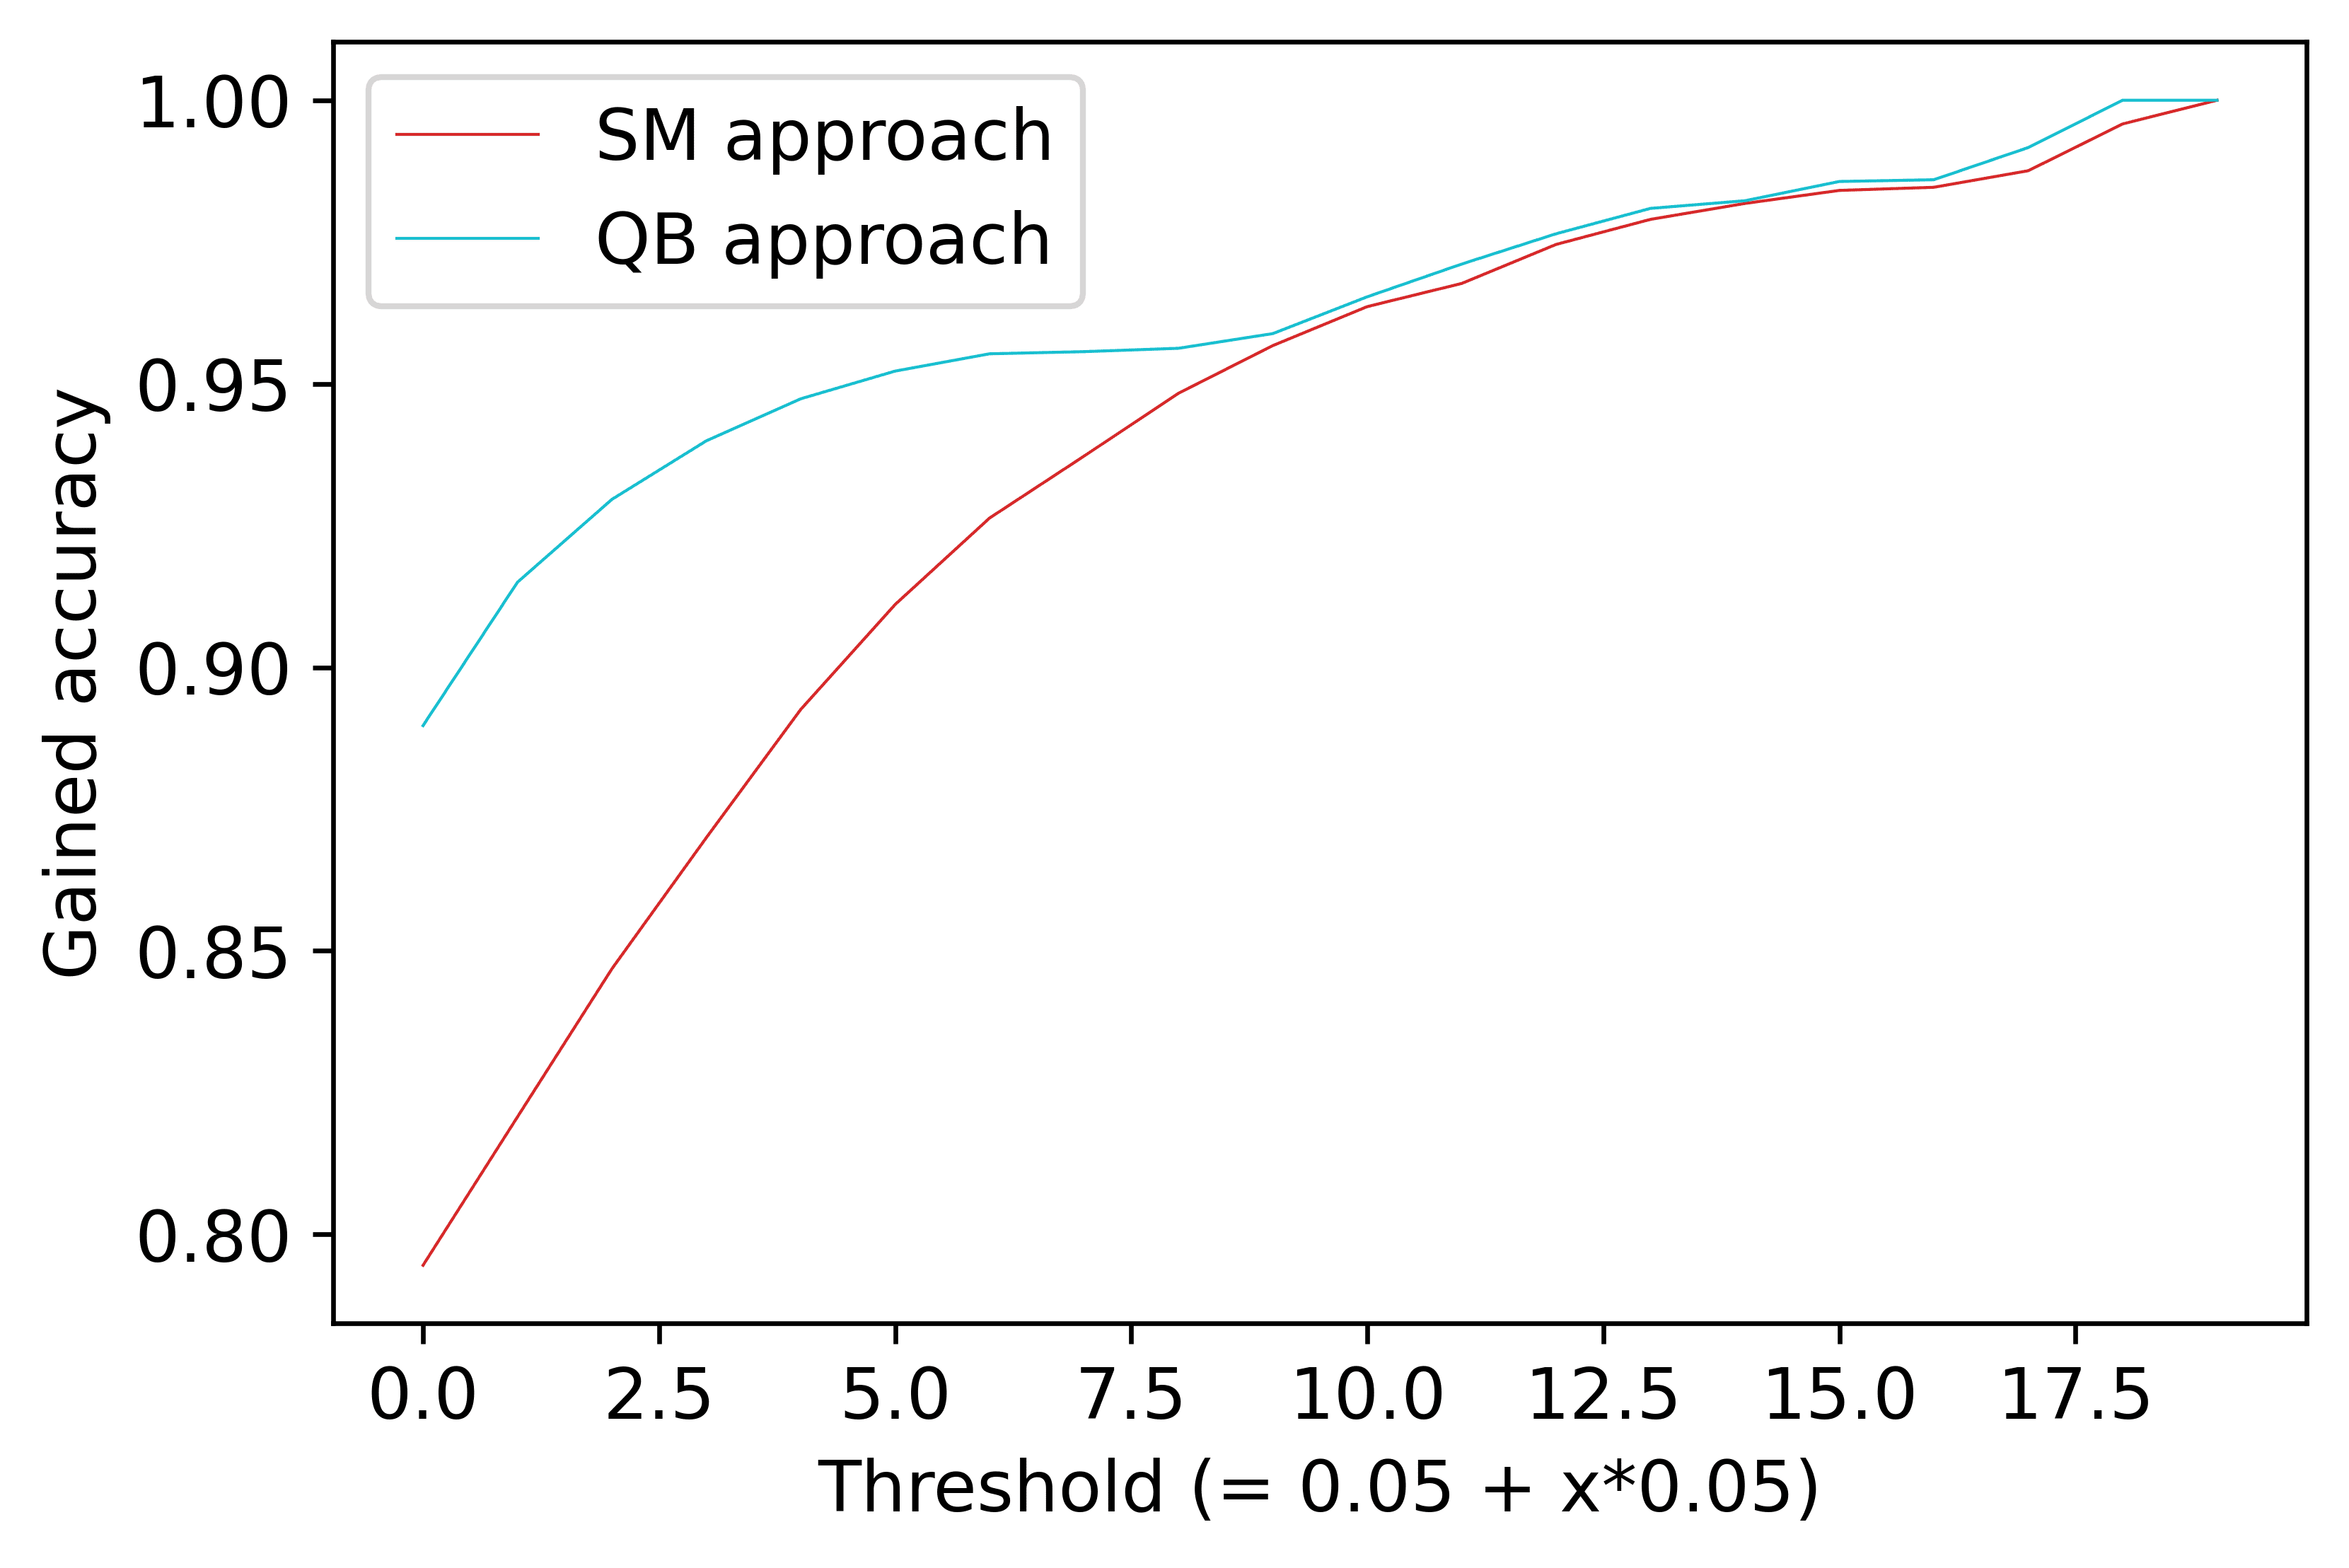 SM approach
QB approach
1.00
0.95
0.90
0.85
0.80
Gained accuracy
0.0 2.5 5.0 7.5 10.0 12.5 15.0 17.5
Threshold (= 0.05 + x*0.05)